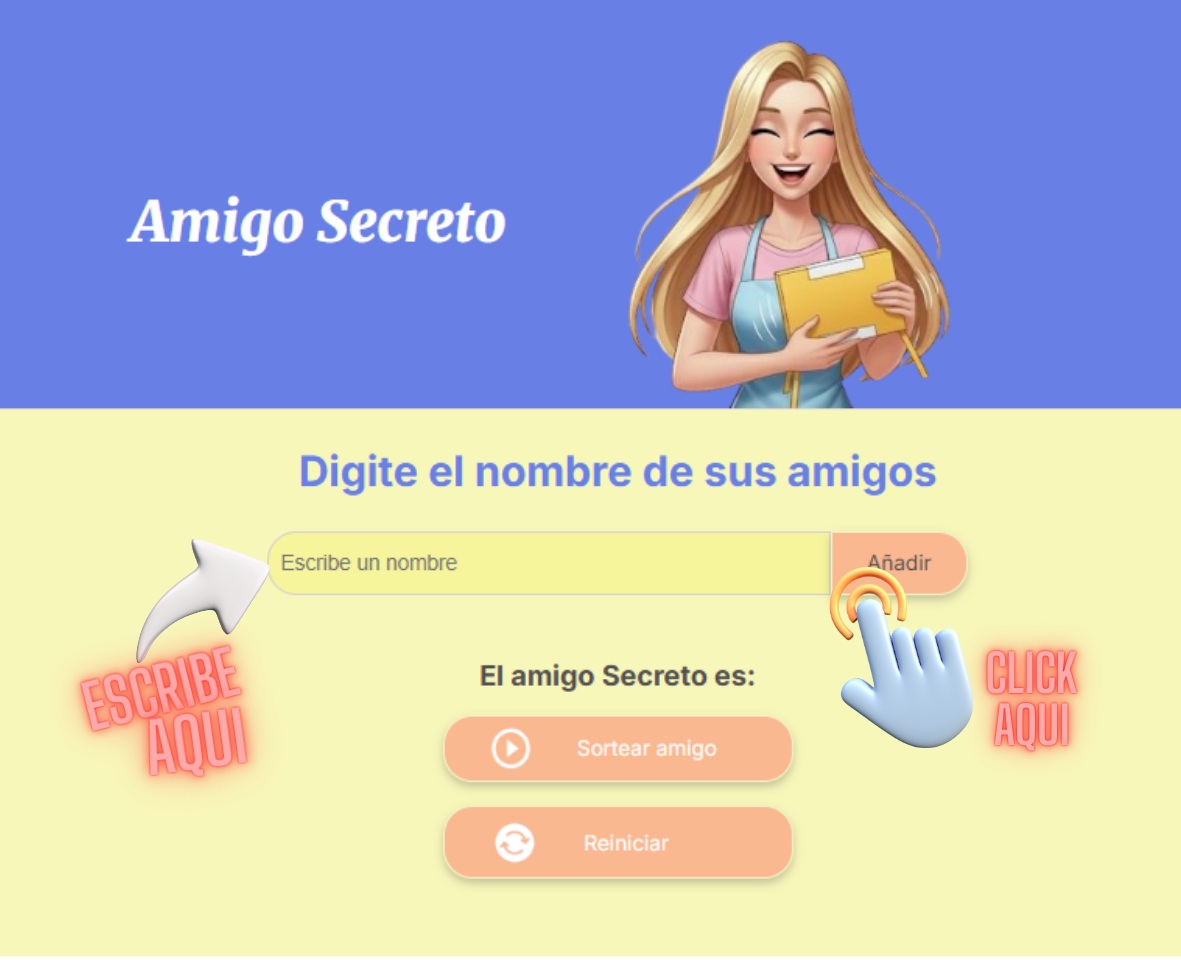 Amigo Secreto
Digite el nombre de sus amigos
Escribe un nombre
Añadir
ESCRIBE
AQUI
CLICK
AQUI
El amigo Secreto es:
Sortear amigo
Reiniciar